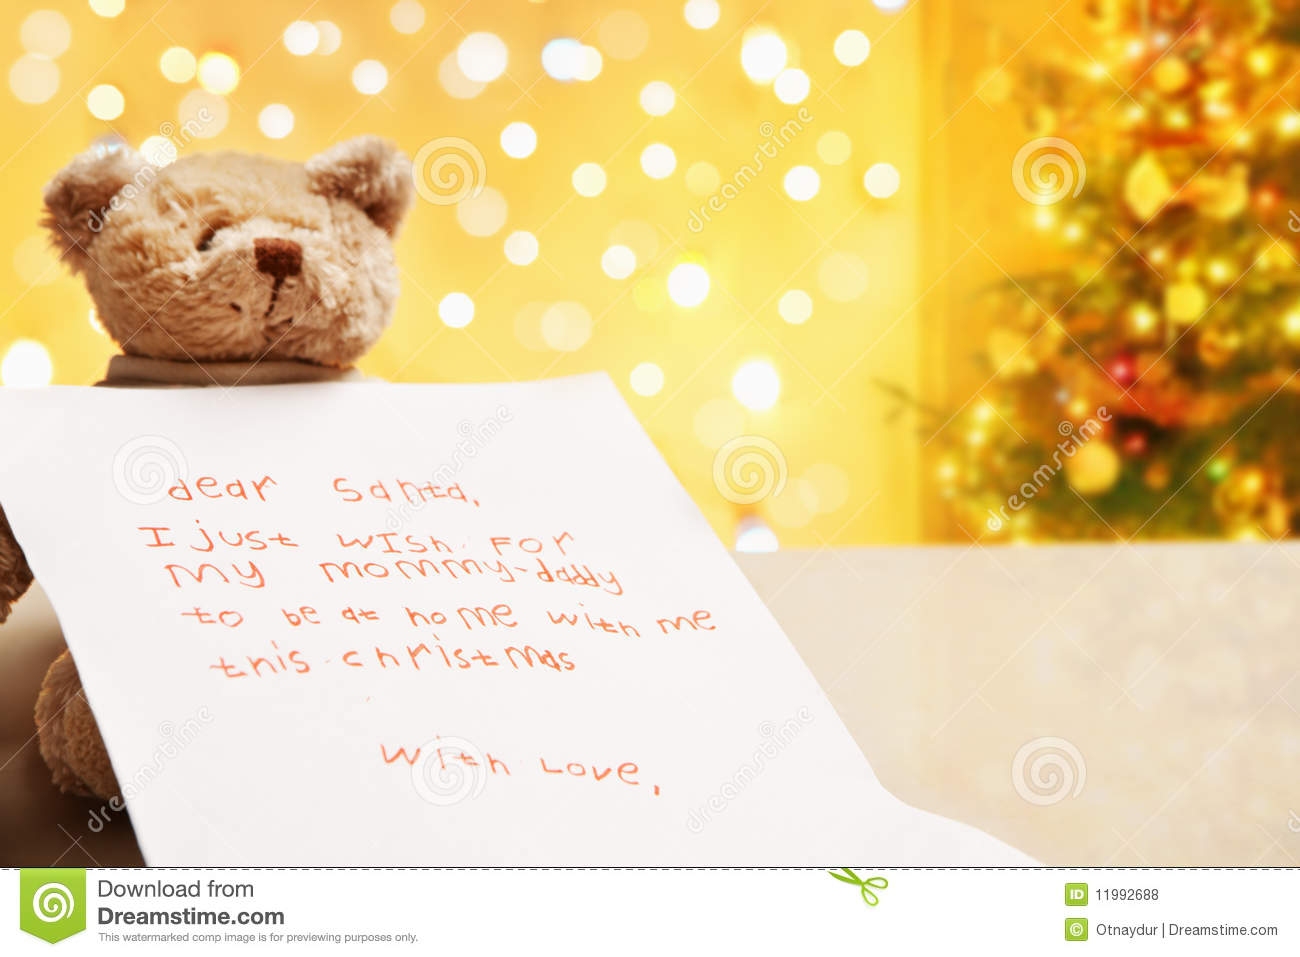 dear Santa,
I just wish for
my mommy-daddy
to be at home with me
this christmas
with Love,
dreamstime
Download from
Dreamstime.com
This watermarked comp image is for previewing purposes only.
ID 11992688
© Otnaydur | Dreamstime.com